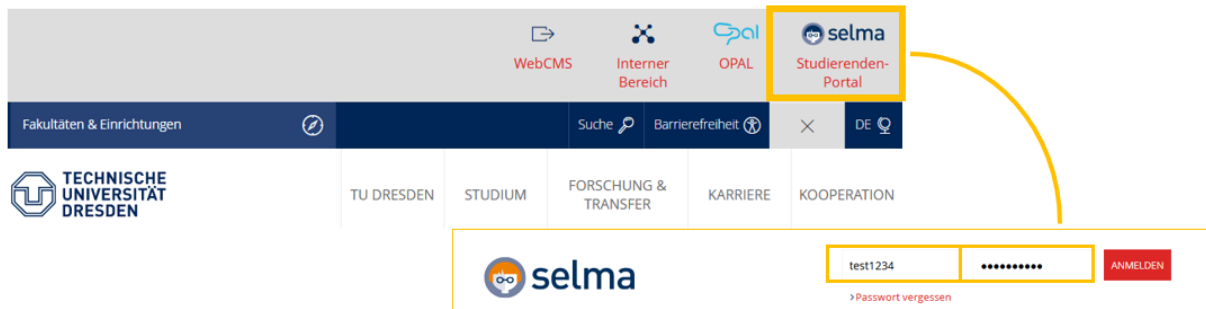 selma
WebCMS
Interner
Bereich
OPAL
Studierenden-
Portal
Fakultäten & Einrichtungen
Suche
Barrierefreiheit
DE
TECHNISCHE
UNIVERSITÄT
DRESDEN
TU DRESDEN
STUDIUM
FORSCHUNG &
TRANSFER
KARRIERE
KOOPERATION
selma
test1234
••••••••••
ANMELDEN
>Passwort vergessen